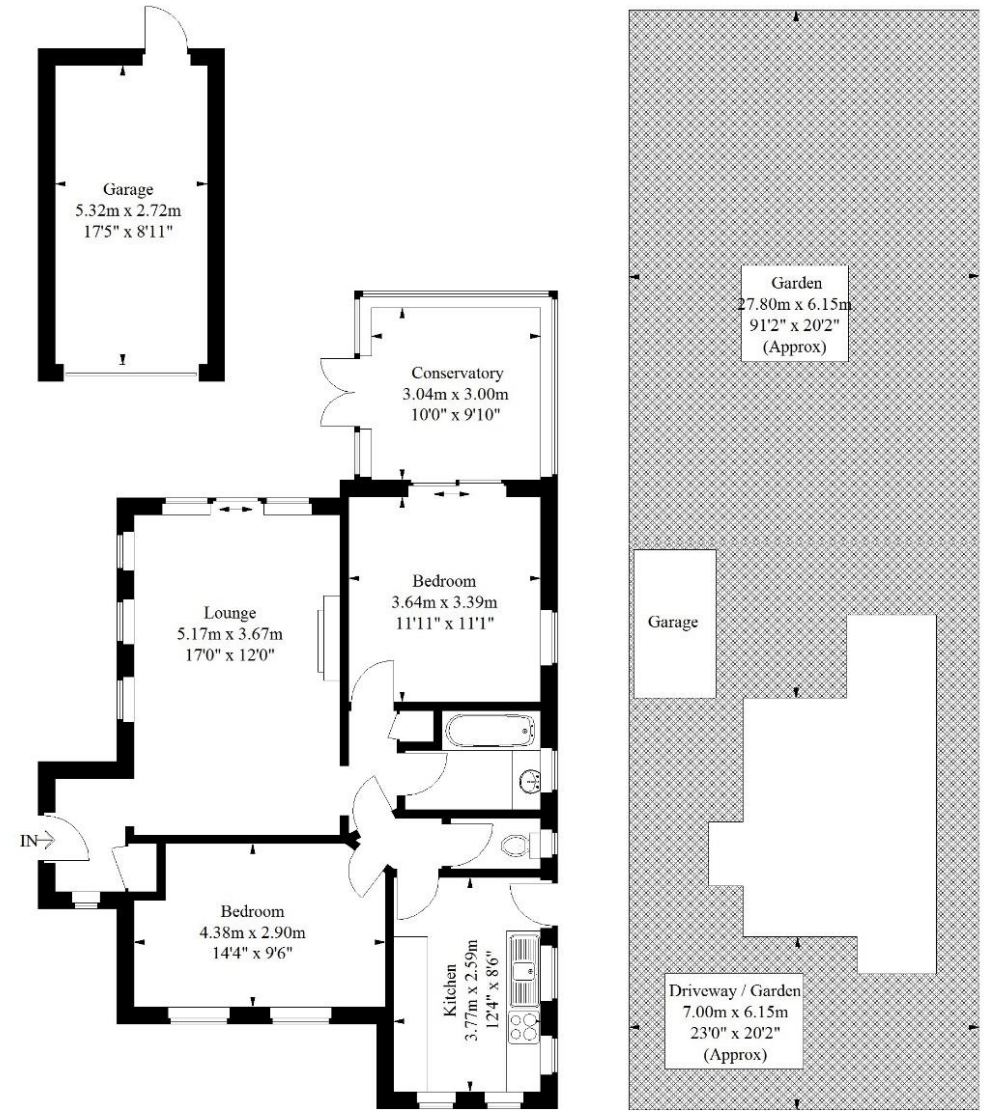 Garage
5.32m x 2.72m
17'5" x 8'11"
Garden
27.80m x 6.15m
91'2" x 20'2"
(Approx)
Conservatory
3.04m x 3.00m
10'0" x 9'10"
Bedroom
3.64m x 3.39m
11'11" x 11'1"
Lounge
5.17m x 3.67m
17'0" x 12'0"
Garage
IN
Bedroom
4.38m x 2.90m
14'4" x 9'6"
Kitchen
3.77m x 2.59m
12'4" x 8'6"
Driveway / Garden
7.00m x 6.15m
23'0" x 20'2"
(Approx)